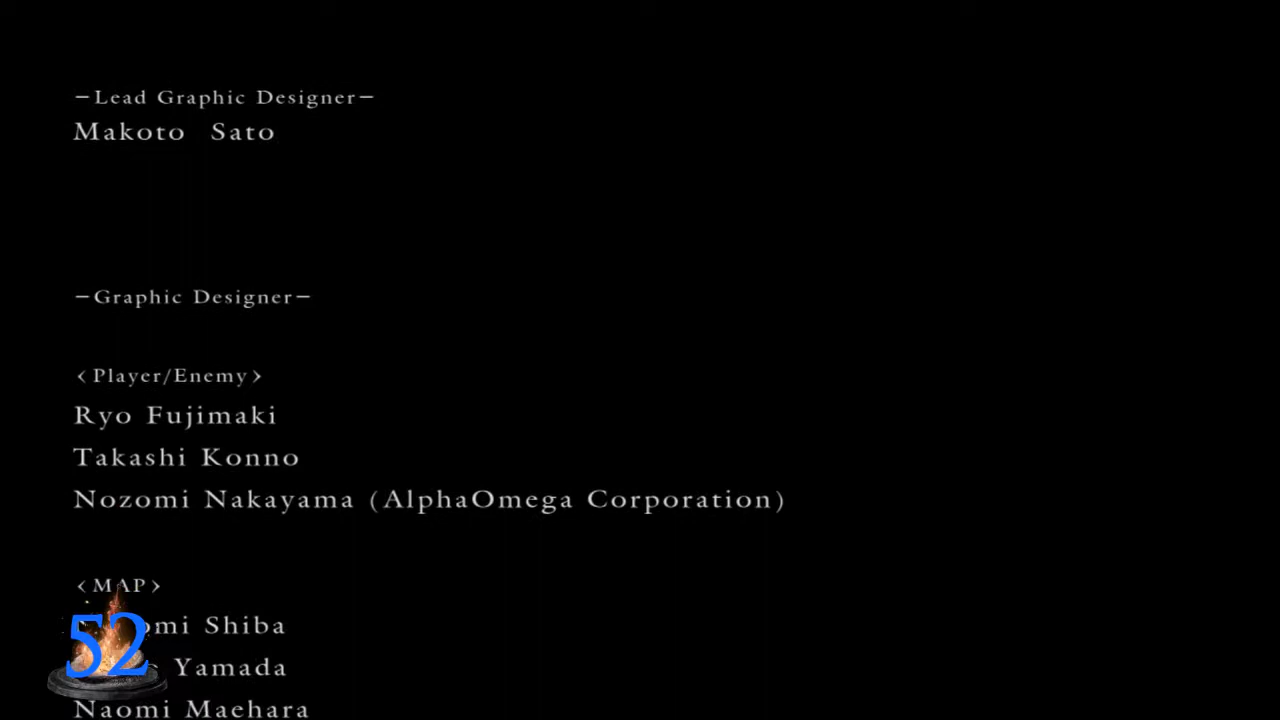 —Lead Graphic Designer—
Makoto Sato
—Graphic Designer—
<Player/Enemy>
Ryo Fujimaki
Takashi Konno
Nozomi Nakayama (AlphaOmega Corporation)
<MAP>
Shiba
Yamada
Naomi Maehara
52